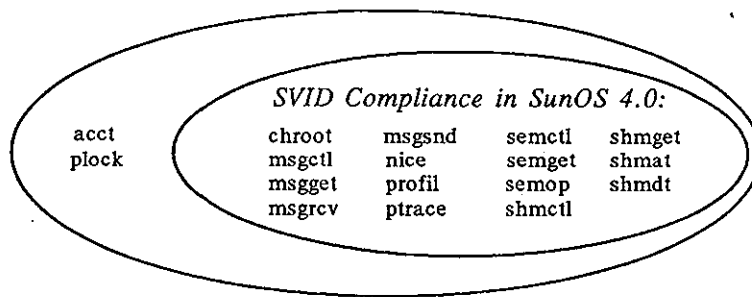 SVID Compliance in SunOS 4.0:
acct chroot msgsnd semctl shmget
plock msgctl nice semget shmat
msgget profil semop shmdt
msgrcv ptrace shmctl